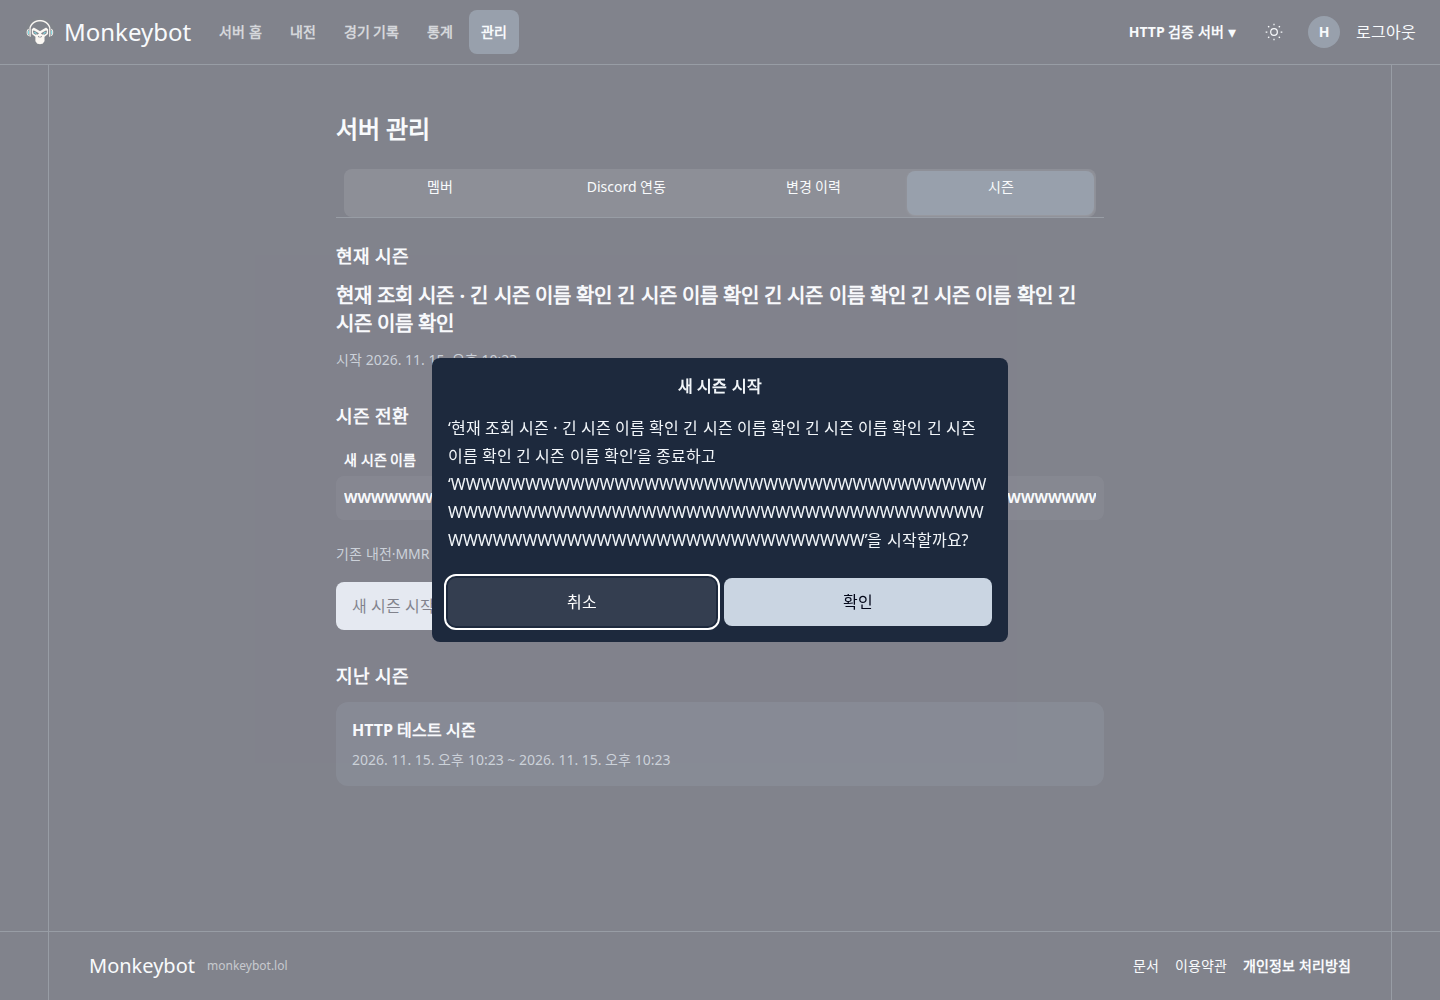 Monkeybot 서버 홈 내전 경기 기록 통계 관리 HTTP 검증 서버 ▾ H 로그아웃
서버 관리
멤버 Discord 연동 변경 이력 시즌
현재 시즌
현재 조회 시즌 · 긴 시즌 이름 확인 긴 시즌 이름 확인 긴 시즌 이름 확인 긴 시즌 이름 확인 긴
시즌 이름 확인
시작 2026. 11.
시즌 전환
새 시즌 이름
기존 내전·MMR
새 시즌 시작
새 시즌 시작
‘현재 조회 시즌 · 긴 시즌 이름 확인 긴 시즌 이름 확인 긴 시즌 이름 확인 긴 시즌
이름 확인 긴 시즌 이름 확인’을 종료하고
‘WWWWWWWWWWWWWWWWWWWWWWWWWWWWWWWWWWWW
WWWWWWWWWWWWWWWWWWWWWWWWWWWWWWWWWWWW
WWWWWWWWWWWWWWWWWWWWWWWWWWWW’을 시작할까요?
취소 확인
지난 시즌
HTTP 테스트 시즌
2026. 11. 15. 오후 10:23 ~ 2026. 11. 15. 오후 10:23
Monkeybot monkeybot.lol 문서 이용약관 개인정보 처리방침